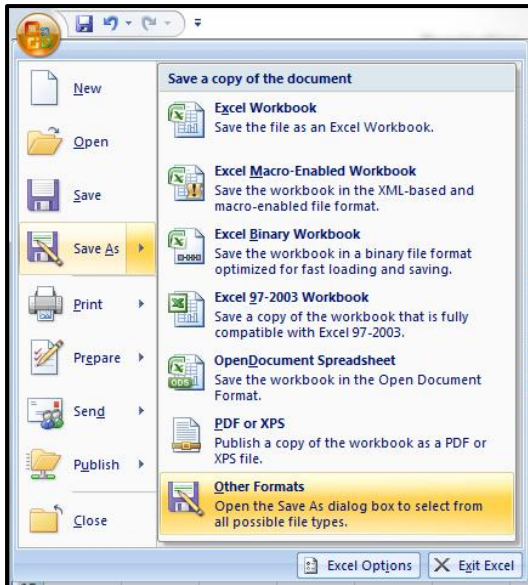 New
Open
Save
Save As
Print
Prepare
Send
Publish
Close
Save a copy of the document
Excel Workbook
Save the file as an Excel Workbook.
Excel Macro-Enabled Workbook
Save the workbook in the XML-based and
macro-enabled file format.
Excel Binary Workbook
Save the workbook in a binary file format
optimized for fast loading and saving.
Excel 97-2003 Workbook
Save a copy of the workbook that is fully
compatible with Excel 97-2003.
OpenDocument Spreadsheet
Save the workbook in the Open Document
Format.
PDF or XPS
Publish a copy of the workbook as a PDF or
XPS file.
Other Formats
Open the Save As dialog box to select from
all possible file types.
ODS
Excel Options
Exit Excel